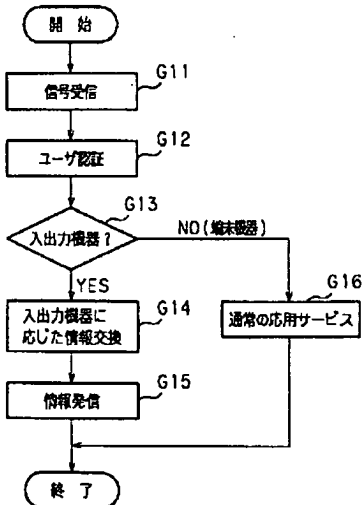 開 始
G11
信号受信
G12
ユーザ認証
G13
入出力機器?
NO(端末機器)
YES
G14
入出力機器に
応じた情報交換
G16
通常の応用サービス
G15
情報発信
終 了